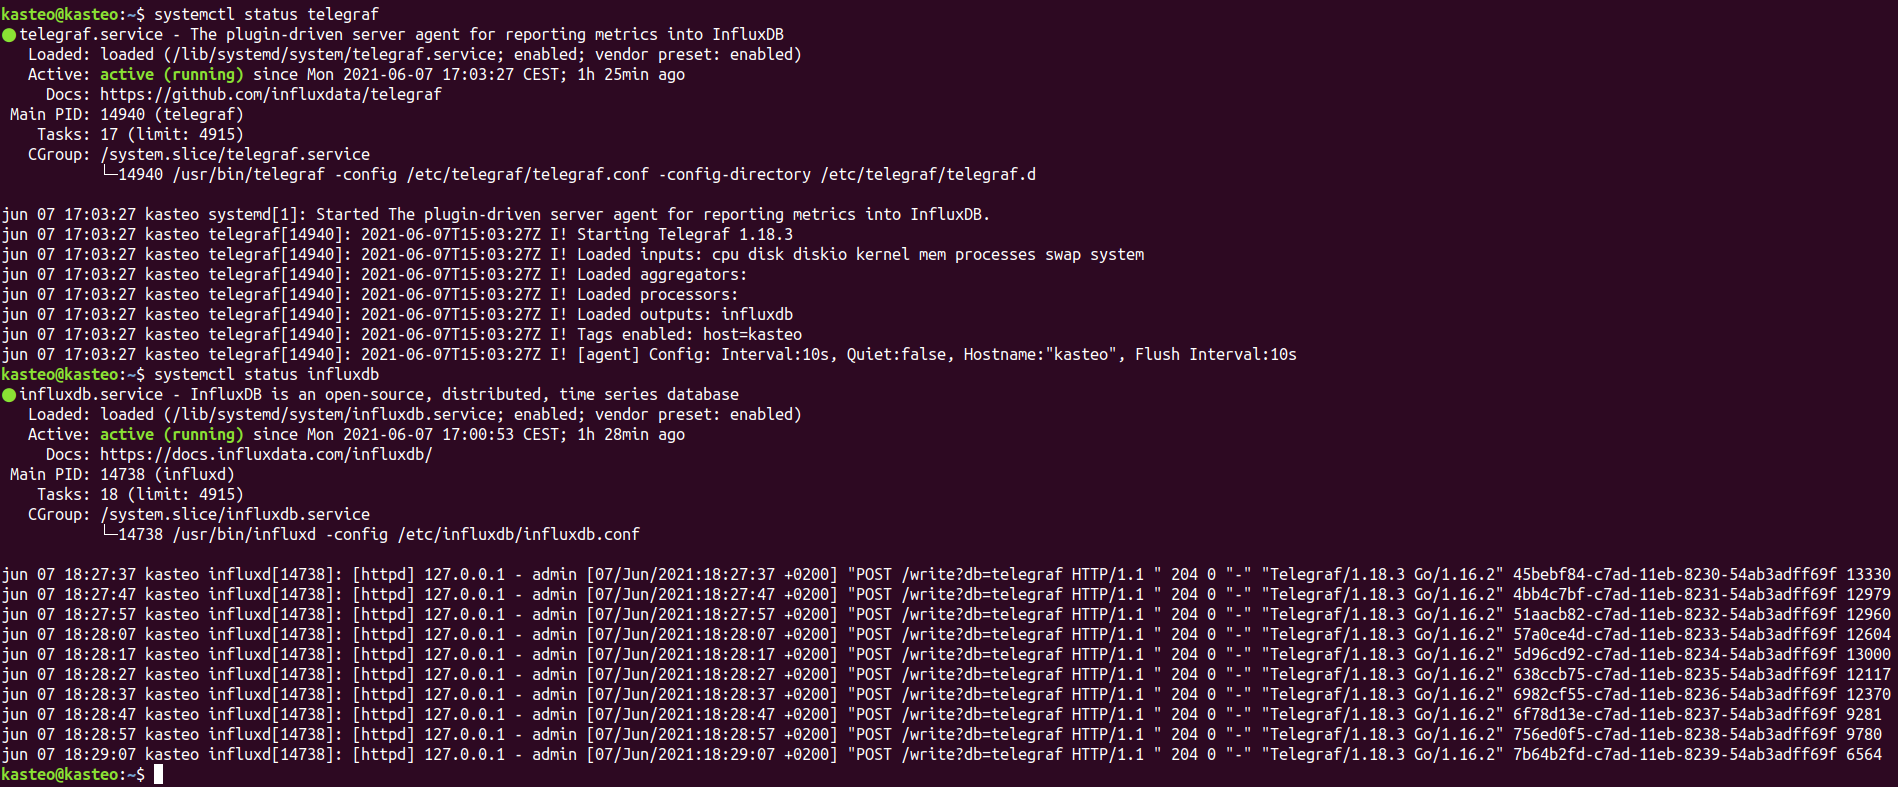 kasteo@kasteo:~$ systemctl status telegraf
● telegraf.service - The plugin-driven server agent for reporting metrics into InfluxDB
   Loaded: loaded (/lib/systemd/system/telegraf.service; enabled; vendor preset: enabled)
   Active: active (running) since Mon 2021-06-07 17:03:27 CEST; 1h 25min ago
     Docs: https://github.com/influxdata/telegraf
 Main PID: 14940 (telegraf)
    Tasks: 17 (limit: 4915)
   CGroup: /system.slice/telegraf.service
           └─14940 /usr/bin/telegraf -config /etc/telegraf/telegraf.conf -config-directory /etc/telegraf/telegraf.d

jun 07 17:03:27 kasteo systemd[1]: Started The plugin-driven server agent for reporting metrics into InfluxDB.
jun 07 17:03:27 kasteo telegraf[14940]: 2021-06-07T15:03:27Z I! Starting Telegraf 1.18.3
jun 07 17:03:27 kasteo telegraf[14940]: 2021-06-07T15:03:27Z I! Loaded inputs: cpu disk diskio kernel mem processes swap system
jun 07 17:03:27 kasteo telegraf[14940]: 2021-06-07T15:03:27Z I! Loaded aggregators:
jun 07 17:03:27 kasteo telegraf[14940]: 2021-06-07T15:03:27Z I! Loaded processors:
jun 07 17:03:27 kasteo telegraf[14940]: 2021-06-07T15:03:27Z I! Loaded outputs: influxdb
jun 07 17:03:27 kasteo telegraf[14940]: 2021-06-07T15:03:27Z I! Tags enabled: host=kasteo
jun 07 17:03:27 kasteo telegraf[14940]: 2021-06-07T15:03:27Z I! [agent] Config: Interval:10s, Quiet:false, Hostname:"kasteo", Flush Interval:10s
kasteo@kasteo:~$ systemctl status influxdb
● influxdb.service - InfluxDB is an open-source, distributed, time series database
   Loaded: loaded (/lib/systemd/system/influxdb.service; enabled; vendor preset: enabled)
   Active: active (running) since Mon 2021-06-07 17:00:53 CEST; 1h 28min ago
     Docs: https://docs.influxdata.com/influxdb/
 Main PID: 14738 (influxd)
    Tasks: 18 (limit: 4915)
   CGroup: /system.slice/influxdb.service
           └─14738 /usr/bin/influxd -config /etc/influxdb/influxdb.conf

jun 07 18:27:37 kasteo influxd[14738]: [httpd] 127.0.0.1 - admin [07/Jun/2021:18:27:37 +0200] "POST /write?db=telegraf HTTP/1.1 " 204 0 "-" "Telegraf/1.18.3 Go/1.16.2" 45bebf84-c7ad-11eb-8230-54ab3adff69f 13330
jun 07 18:27:47 kasteo influxd[14738]: [httpd] 127.0.0.1 - admin [07/Jun/2021:18:27:47 +0200] "POST /write?db=telegraf HTTP/1.1 " 204 0 "-" "Telegraf/1.18.3 Go/1.16.2" 4bb4c7bf-c7ad-11eb-8231-54ab3adff69f 12979
jun 07 18:27:57 kasteo influxd[14738]: [httpd] 127.0.0.1 - admin [07/Jun/2021:18:27:57 +0200] "POST /write?db=telegraf HTTP/1.1 " 204 0 "-" "Telegraf/1.18.3 Go/1.16.2" 51aacb82-c7ad-11eb-8232-54ab3adff69f 12960
jun 07 18:28:07 kasteo influxd[14738]: [httpd] 127.0.0.1 - admin [07/Jun/2021:18:28:07 +0200] "POST /write?db=telegraf HTTP/1.1 " 204 0 "-" "Telegraf/1.18.3 Go/1.16.2" 57a0ce4d-c7ad-11eb-8233-54ab3adff69f 12604
jun 07 18:28:17 kasteo influxd[14738]: [httpd] 127.0.0.1 - admin [07/Jun/2021:18:28:17 +0200] "POST /write?db=telegraf HTTP/1.1 " 204 0 "-" "Telegraf/1.18.3 Go/1.16.2" 5d96cd92-c7ad-11eb-8234-54ab3adff69f 13000
jun 07 18:28:27 kasteo influxd[14738]: [httpd] 127.0.0.1 - admin [07/Jun/2021:18:28:27 +0200] "POST /write?db=telegraf HTTP/1.1 " 204 0 "-" "Telegraf/1.18.3 Go/1.16.2" 638ccb75-c7ad-11eb-8235-54ab3adff69f 12117
jun 07 18:28:37 kasteo influxd[14738]: [httpd] 127.0.0.1 - admin [07/Jun/2021:18:28:37 +0200] "POST /write?db=telegraf HTTP/1.1 " 204 0 "-" "Telegraf/1.18.3 Go/1.16.2" 6982cf55-c7ad-11eb-8236-54ab3adff69f 12370
jun 07 18:28:47 kasteo influxd[14738]: [httpd] 127.0.0.1 - admin [07/Jun/2021:18:28:47 +0200] "POST /write?db=telegraf HTTP/1.1 " 204 0 "-" "Telegraf/1.18.3 Go/1.16.2" 6f78d13e-c7ad-11eb-8237-54ab3adff69f 9281
jun 07 18:28:57 kasteo influxd[14738]: [httpd] 127.0.0.1 - admin [07/Jun/2021:18:28:57 +0200] "POST /write?db=telegraf HTTP/1.1 " 204 0 "-" "Telegraf/1.18.3 Go/1.16.2" 756ed0f5-c7ad-11eb-8238-54ab3adff69f 9780
jun 07 18:29:07 kasteo influxd[14738]: [httpd] 127.0.0.1 - admin [07/Jun/2021:18:29:07 +0200] "POST /write?db=telegraf HTTP/1.1 " 204 0 "-" "Telegraf/1.18.3 Go/1.16.2" 7b64b2fd-c7ad-11eb-8239-54ab3adff69f 6564
kasteo@kasteo:~$